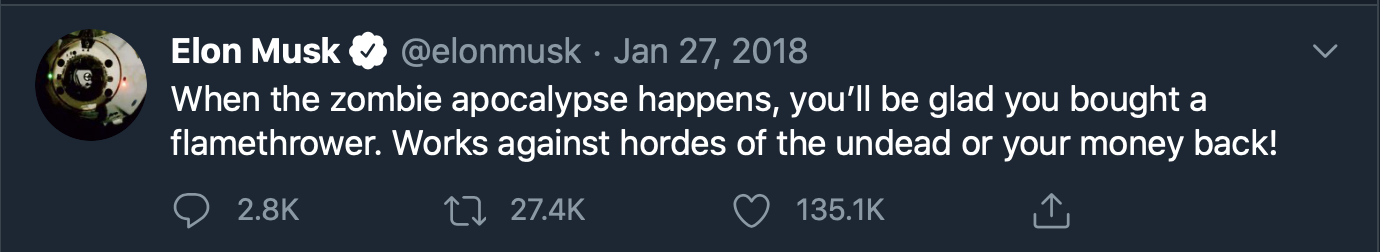 Elon Musk @elonmusk · Jan 27, 2018
When the zombie apocalypse happens, you’ll be glad you bought a
flamethrower. Works against hordes of the undead or your money back!
2.8K 27.4K 135.1K